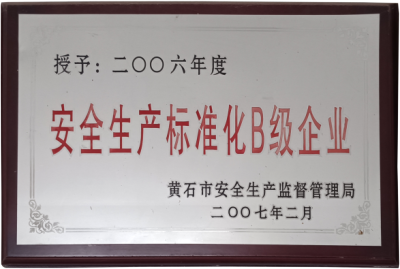 授予：二〇〇六年度
安全生产标准化B级企业
黄石市安全生产监督管理局
二〇〇七年二月